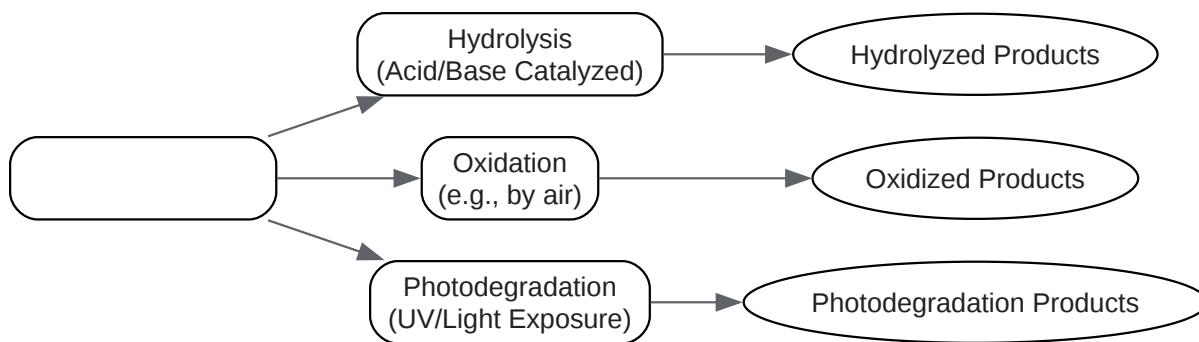 Hydrolysis
(Acid/Base Catalyzed)
Hydrolyzed Products
Oxidation
(e.g., by air)
Oxidized Products
Photodegradation
(UV/Light Exposure)
Photodegradation Products